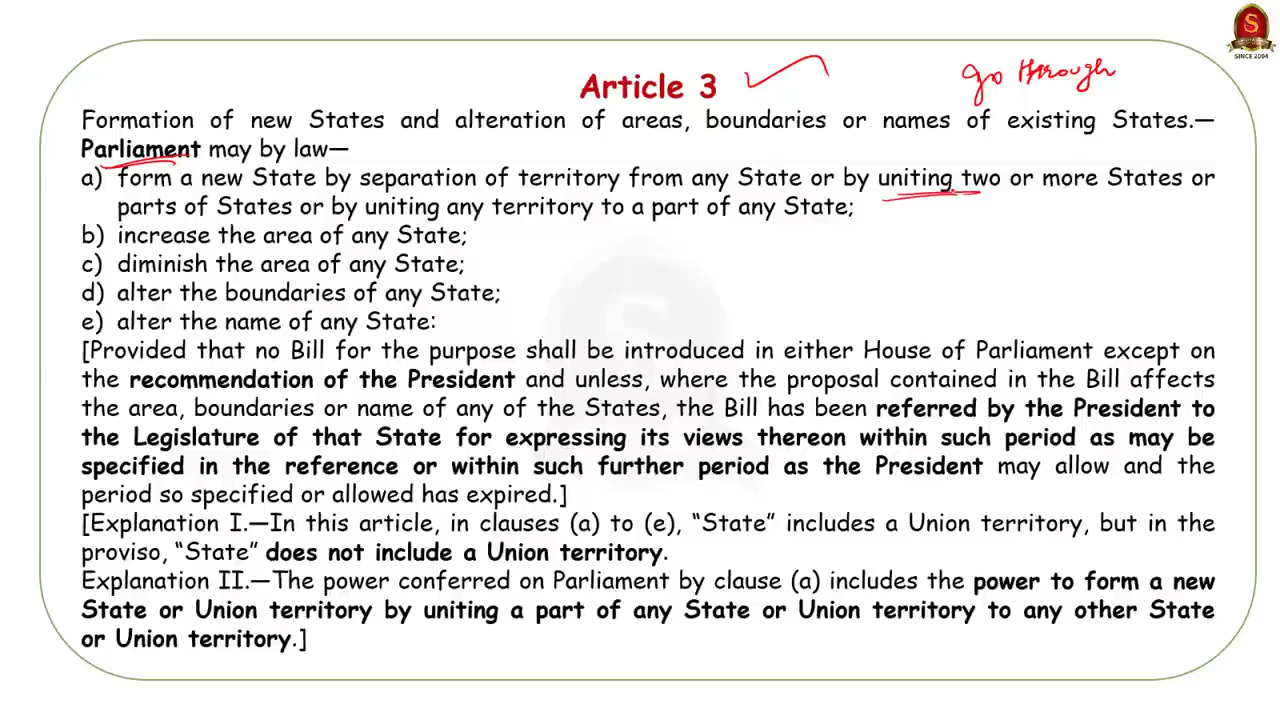 S
SINCE 2004
Article 3
go through
Formation of new States and alteration of areas, boundaries or names of existing States.—
Parliament may by law—
a) form a new State by separation of territory from any State or by uniting two or more States or
parts of States or by uniting any territory to a part of any State;
b) increase the area of any State;
c) diminish the area of any State;
d) alter the boundaries of any State;
e) alter the name of any State:
[Provided that no Bill for the purpose shall be introduced in either House of Parliament except on
the recommendation of the President and unless, where the proposal contained in the Bill affects
the area, boundaries or name of any of the States, the Bill has been referred by the President to
the Legislature of that State for expressing its views thereon within such period as may be
specified in the reference or within such further period as the President may allow and the
period so specified or allowed has expired.]
[Explanation I.—In this article, in clauses (a) to (e), “State” includes a Union territory, but in the
proviso, “State” does not include a Union territory.
Explanation II.—The power conferred on Parliament by clause (a) includes the power to form a new
State or Union territory by uniting a part of any State or Union territory to any other State
or Union territory.]